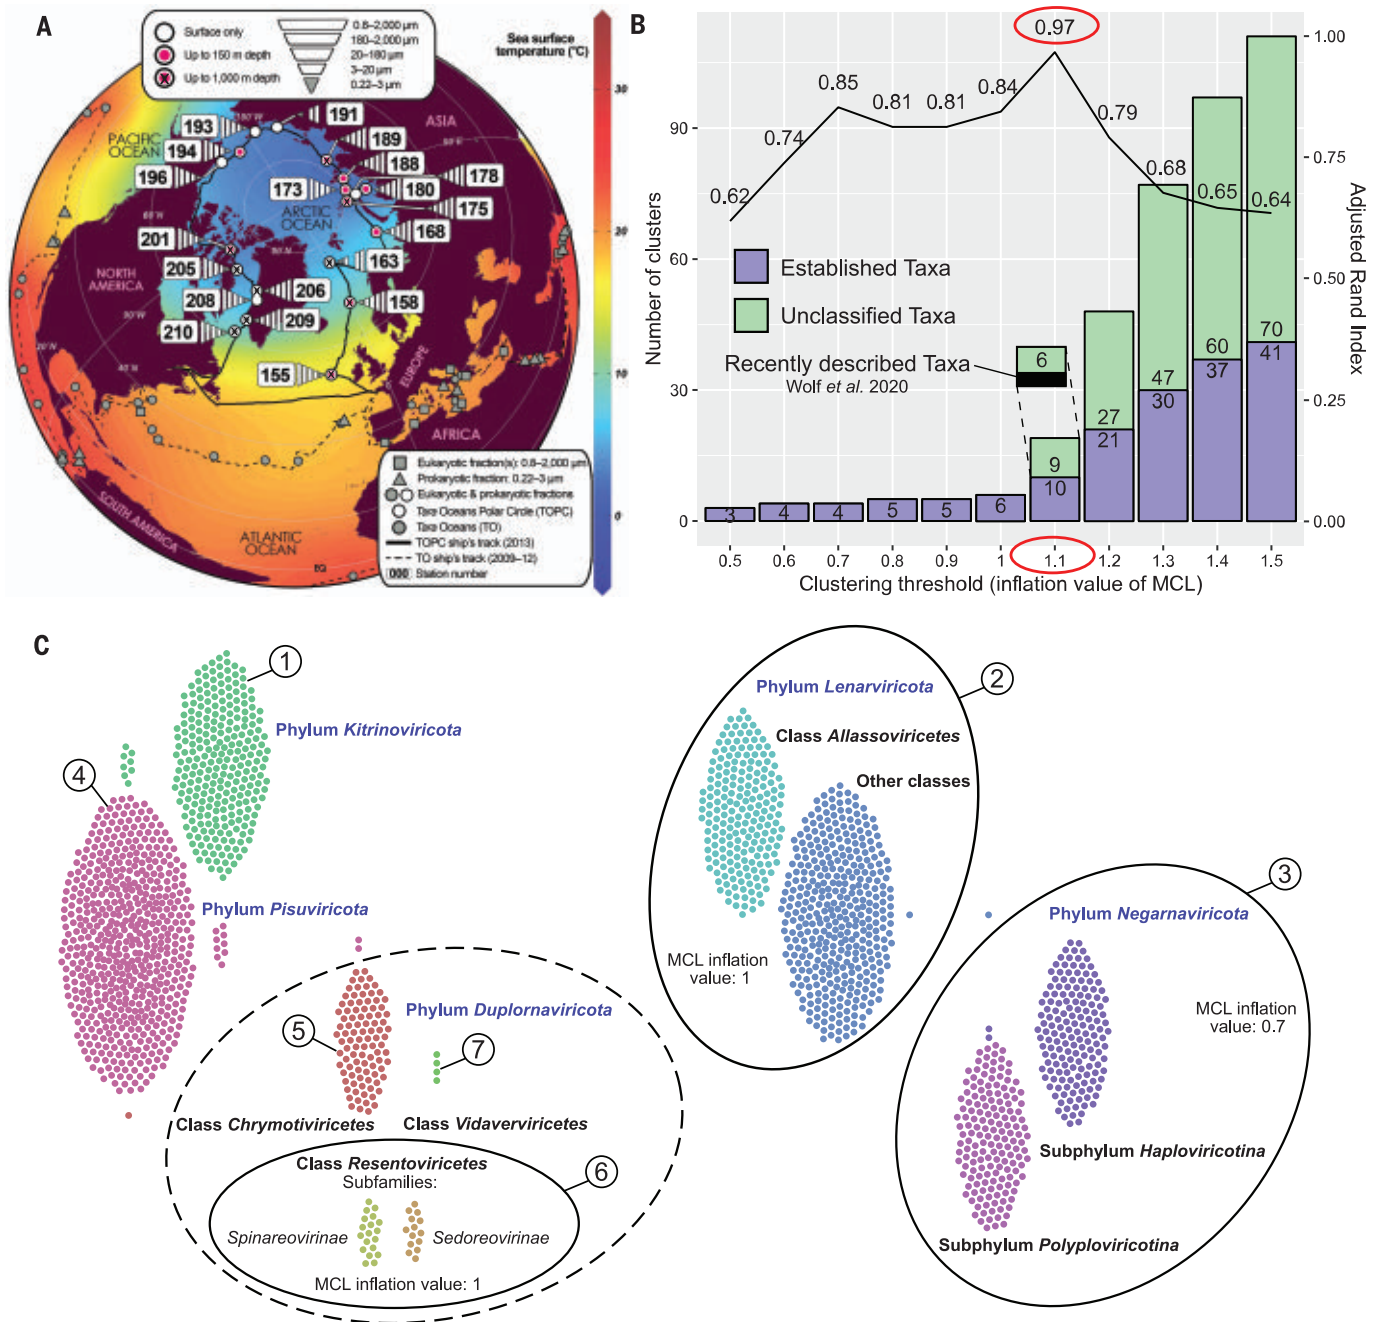 A
Surface only
Up to 150 m depth
Up to 1,000 m depth
0.8–2,000 µm
180–2,000 µm
20–180 µm
3–20 µm
0.22–3 µm
Sea surface
temperature (°C)
30
20
10
0
180 W
PACIFIC
OCEAN
ASIA
ARCTIC
OCEAN
NORTH
AMERICA
EUROPE
AFRICA
SOUTH AMERICA
ATLANTIC
OCEAN
60 N
60 W
80 N
90 W
20 N
40 N
EQ
193
194
196
191
189
188
178
173
180
175
168
201
163
205
206
208
158
209
210
155
Eukaryotic fraction(s): 0.8–2,000 µm
Prokaryotic fraction: 0.22–3 µm
Eukaryotic & prokaryotic fractions
Tara Oceans Polar Circle (TOPC)
Tara Oceans (TO)
TOPC ship's track (2013)
TO ship's track (2009–12)
000 Station number
B
Number of clusters
90
60
30
0
Adjusted Rand Index
1.00
0.75
0.50
0.25
0.00
0.62
0.74
0.85
0.81
0.81
0.84
0.97
0.79
0.68
0.65
0.64
Established Taxa
Unclassified Taxa
Recently described Taxa
Wolf et al. 2020
6
3
4
4
5
5
6
9
10
27
21
47
30
60
37
70
41
0.5
0.6
0.7
0.8
0.9
1
1.1
1.2
1.3
1.4
1.5
Clustering threshold (inflation value of MCL)
C
1
Phylum Kitrinoviricota
4
Phylum Pisuviricota
2
Phylum Lenarviricota
Class Allassoviricetes
Other classes
MCL inflation
value: 1
3
Phylum Negarnaviricota
MCL inflation
value: 0.7
Subphylum Haploviricotina
Subphylum Polyploviricotina
Phylum Duplornaviricota
5
7
Class Chrymotiviricetes
Class Vidaverviricetes
6
Class Resentoviricetes
Subfamilies:
Spinareovirinae
Sedoreovirinae
MCL inflation value: 1